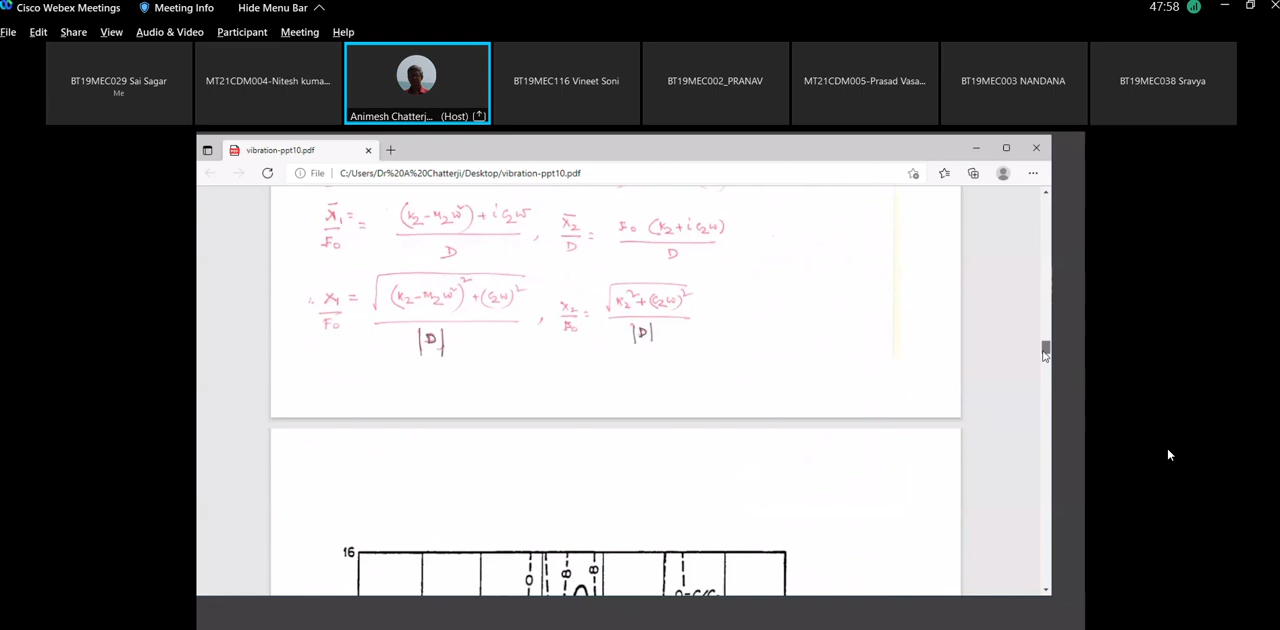 Cisco Webex Meetings Meeting Info Hide Menu Bar 47:58
File Edit Share View Audio & Video Participant Meeting Help
BT19MEC029 Sai Sagar MT21CDM004-Nitesh kuma... BT19MEC116 Vineet Soni BT19MEC002_PRANAV MT21CDM005-Prasad Vasa... BT19MEC003 NANDANA BT19MEC038 Sravya
Me
Animesh Chatterj... (Host)
vibration-ppt10.pdf
File C:/Users/Dr%20A%20Chatterji/Desktop/vibration-ppt10.pdf
X̄₁/F₀ = = ((K₂-M₂ω²) + i C₂ω)/D , X̄₂/D = F₀ (K₂ + i C₂ω)/D
∴ X₁/F₀ = √((K₂-M₂ω²)² + (C₂ω)²)/|D| , X₂/F₀ = √(K₂² + (C₂ω)²)/|D|
16
0 8 8